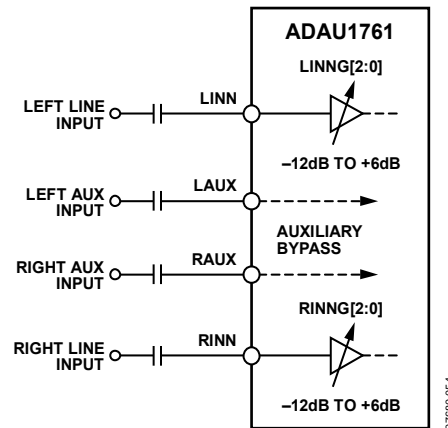 ADAU1761
LINNG[2:0]
LINN
LEFT LINE
INPUT
–12dB TO +6dB
LAUX
LEFT AUX
INPUT
AUXILIARY
BYPASS
RAUX
RIGHT AUX
INPUT
RINNG[2:0]
RINN
RIGHT LINE
INPUT
–12dB TO +6dB